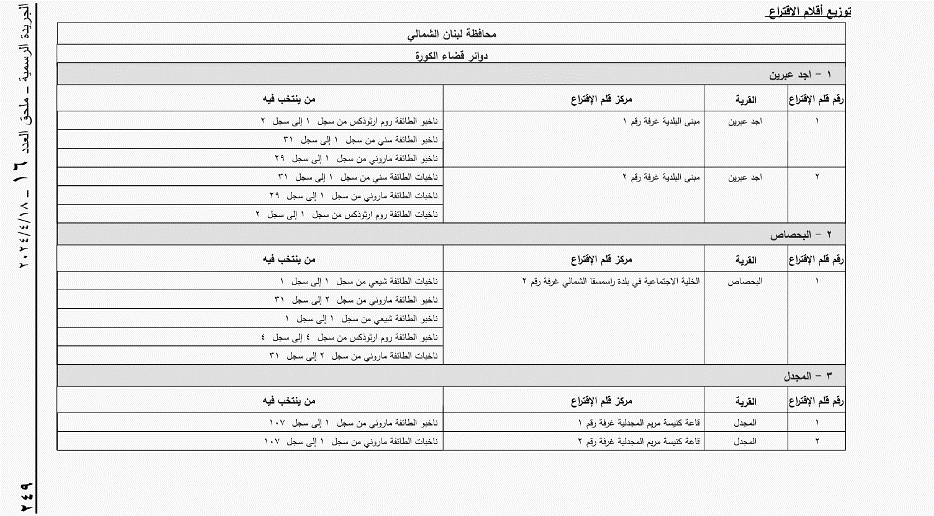 الجريدة الرسمية – ملحق العدد ١٦ – ٢٠٢٤/٤/١٨
توزيع أقلام الاقتراع
محافظة لبنان الشمالي
دوائر قضاء الكورة
١ - اجد عبرين
رقم قلم الإقتراع القرية مركز قلم الإقتراع من ينتخب فيه
١ اجد عبرين مبنى البلدية غرفة رقم ١ ناخبو الطائفة روم ارثوذكس من سجل ١ إلى سجل ٢
ناخبو الطائفة سني من سجل ١ إلى سجل ٣١
ناخبو الطائفة ماروني من سجل ١ إلى سجل ٢٩
٢ اجد عبرين مبنى البلدية غرفة رقم ٢ ناخبات الطائفة سني من سجل ١ إلى سجل ٣١
ناخبات الطائفة ماروني من سجل ١ إلى سجل ٢٩
ناخبات الطائفة روم ارثوذكس من سجل ١ إلى سجل ٢
٢ - البحصاص
رقم قلم الإقتراع القرية مركز قلم الإقتراع من ينتخب فيه
١ البحصاص الخلية الاجتماعية في بلدة راسمسقا الشمالي غرفة رقم ٢ ناخبات الطائفة شيعي من سجل ١ إلى سجل ١
ناخبو الطائفة ماروني من سجل ٢ إلى سجل ٣١
ناخبو الطائفة شيعي من سجل ١ إلى سجل ١
ناخبو الطائفة روم ارثوذكس من سجل ٤ إلى سجل ٤
ناخبات الطائفة ماروني من سجل ٢ إلى سجل ٣١
٣ - المجدل
رقم قلم الإقتراع القرية مركز قلم الإقتراع من ينتخب فيه
١ المجدل قاعة كنيسة مريم المجدلية غرفة رقم ١ ناخبو الطائفة ماروني من سجل ١ إلى سجل ١٠٧
٢ المجدل قاعة كنيسة مريم المجدلية غرفة رقم ٢ ناخبات الطائفة ماروني من سجل ١ إلى سجل ١٠٧
٢٤٩